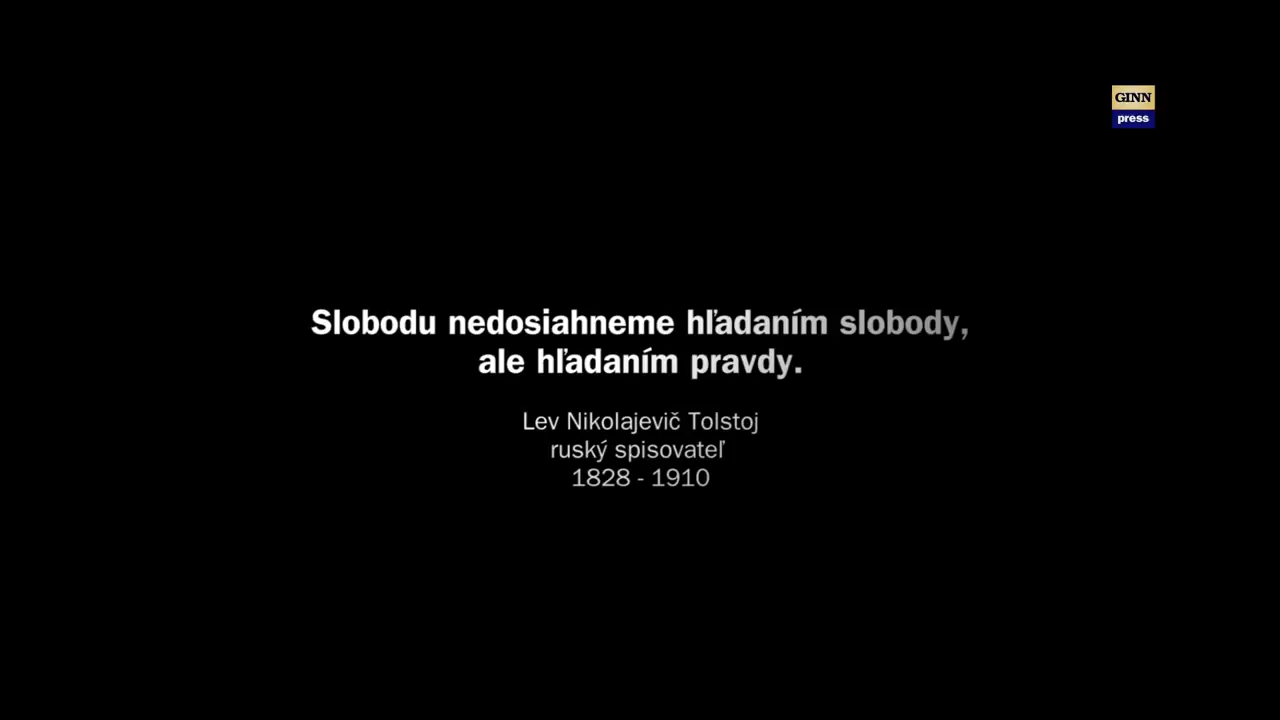 GINN
press
Slobodu nedosiahneme hľadaním slobody,
ale hľadaním pravdy.
Lev Nikolajevič Tolstoj
ruský spisovateľ
1828 - 1910